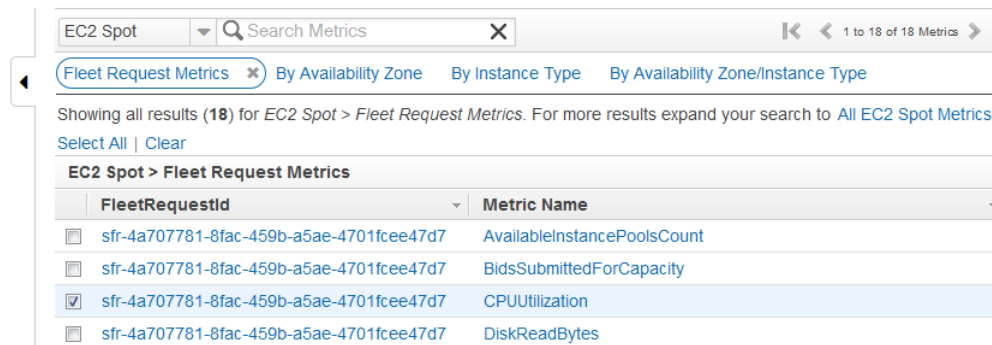 EC2 Spot Search Metrics 1 to 18 of 18 Metrics
Fleet Request Metrics By Availability Zone By Instance Type By Availability Zone/Instance Type
Showing all results (18) for EC2 Spot > Fleet Request Metrics. For more results expand your search to All EC2 Spot Metrics
Select All | Clear
EC2 Spot > Fleet Request Metrics
FleetRequestId Metric Name
sfr-4a707781-8fac-459b-a5ae-4701fcee47d7 AvailableInstancePoolsCount
sfr-4a707781-8fac-459b-a5ae-4701fcee47d7 BidsSubmittedForCapacity
sfr-4a707781-8fac-459b-a5ae-4701fcee47d7 CPUUtilization
sfr-4a707781-8fac-459b-a5ae-4701fcee47d7 DiskReadBytes